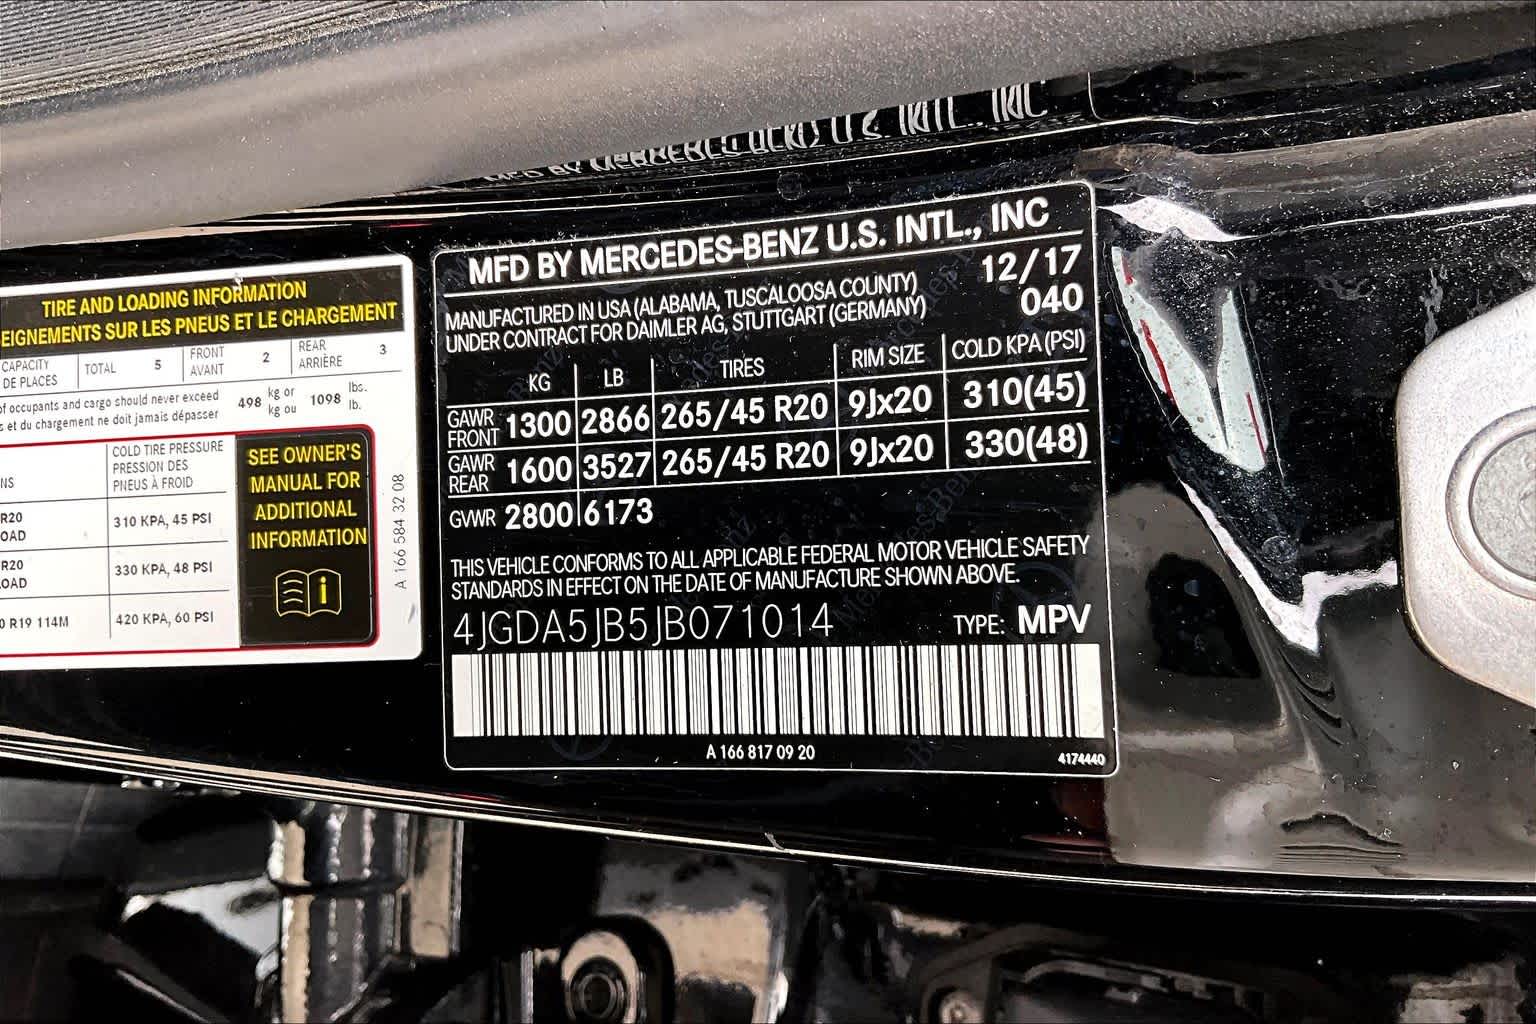 TIRE AND LOADING INFORMATION
EIGNEMENTS SUR LES PNEUS ET LE CHARGEMENT
CAPACITY
DE PLACES
TOTAL 5
FRONT
AVANT
2
REAR
ARRIÈRE
3
of occupants and cargo should never exceed
s et du chargement ne doit jamais dépasser
498
kg or
kg ou
1098
lbs.
lb.
NS
COLD TIRE PRESSURE
PRESSION DES
PNEUS À FROID
R20
OAD
310 KPA, 45 PSI
R20
LOAD
330 KPA, 48 PSI
0 R19 114M
420 KPA, 60 PSI
SEE OWNER'S
MANUAL FOR
ADDITIONAL
INFORMATION
i
A 166 584 32 08
MFD BY MERCEDES-BENZ U.S. INTL., INC
MANUFACTURED IN USA (ALABAMA, TUSCALOOSA COUNTY)
UNDER CONTRACT FOR DAIMLER AG, STUTTGART (GERMANY)
12/17
040
KG LB TIRES RIM SIZE COLD KPA (PSI)
GAWR
FRONT
1300 2866 265/45 R20 9Jx20 310(45)
GAWR
REAR
1600 3527 265/45 R20 9Jx20 330(48)
GVWR 2800 6173
THIS VEHICLE CONFORMS TO ALL APPLICABLE FEDERAL MOTOR VEHICLE SAFETY
STANDARDS IN EFFECT ON THE DATE OF MANUFACTURE SHOWN ABOVE.
4JGDA5JB5JB071014 TYPE: MPV
A 166 817 09 20
4174440